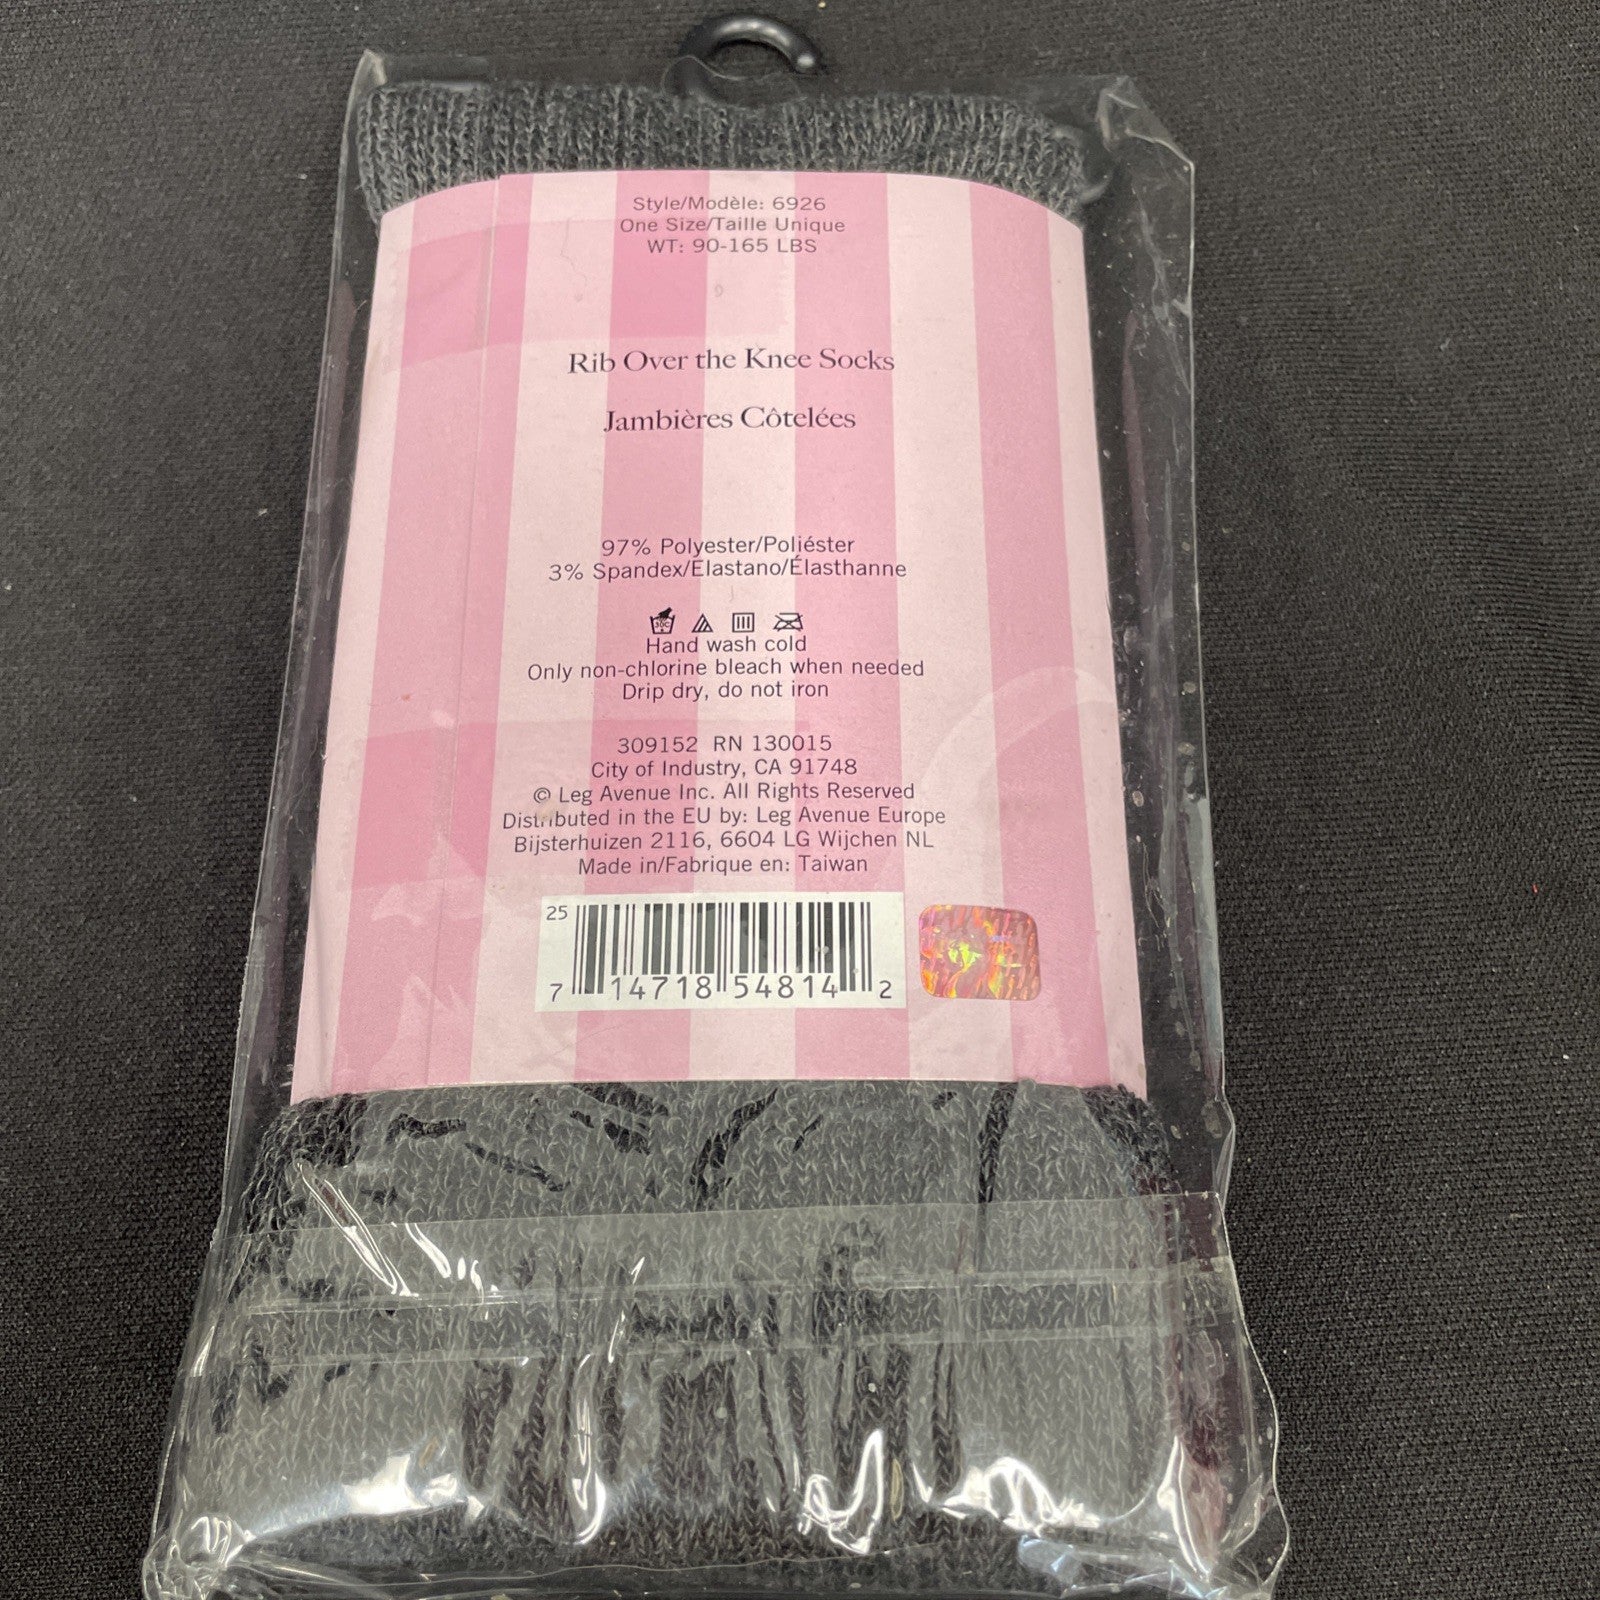 Style/Modèle: 6926
One Size/Taille Unique
WT: 90-165 LBS
Rib Over the Knee Socks
Jambières Côtelées
97% Polyester/Poliéster
3% Spandex/Elastano/Élasthanne
30C
Hand wash cold
Only non-chlorine bleach when needed
Drip dry, do not iron
309152 RN 130015
City of Industry, CA 91748
© Leg Avenue Inc. All Rights Reserved
Distributed in the EU by: Leg Avenue Europe
Bijsterhuizen 2116, 6604 LG Wijchen NL
Made in/Fabrique en: Taiwan
25
7 14718 54814 2